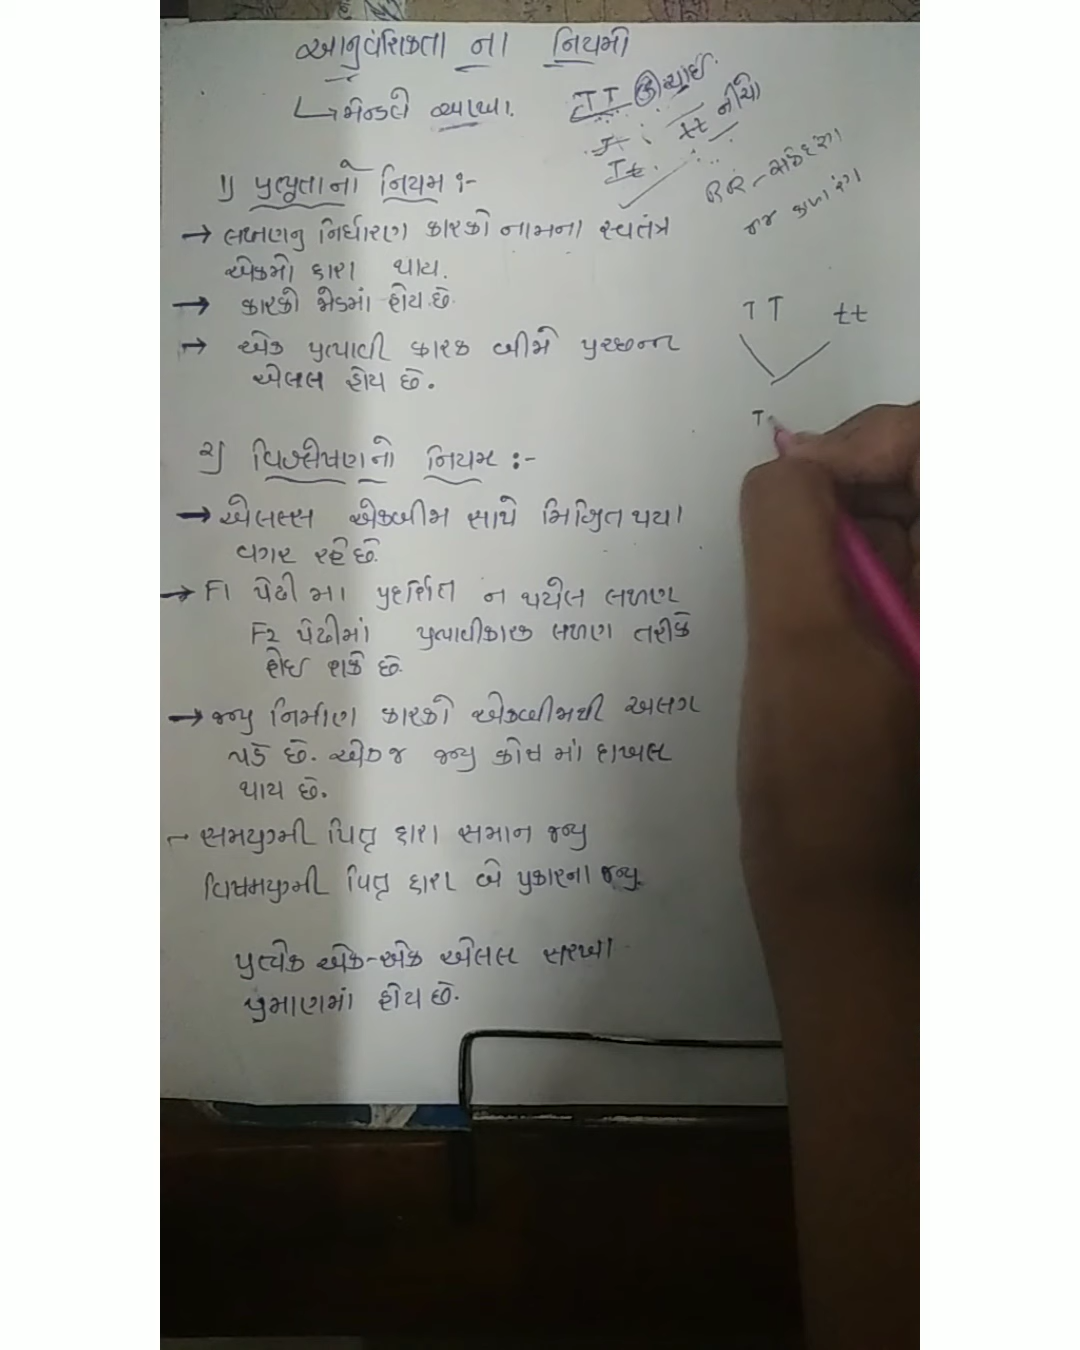 આનુવંશિકતા ના નિયમો
મેન્ડલે આપ્યા.
TT ઊંચાઈ
tt નીચો
Tt.
BB - સફેદ રંગ
કાળા રંગ
1) પ્રભુતાનો નિયમ :-
→ લક્ષણનુ નિર્ધારણ કારકો નામના સ્વતંત્ર
એકમો દ્વારા થાય.
→ કારકો જોડમાં હોય છે.
→ એક પ્રભાવી કારક બીજો પ્રચ્છન્ન
એલલ હોય છે.
TT tt
T
૨) વિશ્લેષણનો નિયમ :-
→ એલલ્સ એકબીજા સાથે મિશ્રિત થયા
વગર રહે છે.
→ F1 પેઢી મા પ્રદર્શિત ન થયેલ લક્ષણ
F2 પેઢીમાં પ્રભાવીકારક લક્ષણ તરીકે
હોઈ શકે છે.
→ જન્યુ નિર્માણ કારકો એકબીજાથી અલગ
પડે છે. એક જ જન્યુ કોષ માં દાખલ
થાય છે.
→ સમયુગ્મી પિતૃ દ્વારા સમાન જન્યુ
વિષમયુગ્મી પિતૃ દ્વારા બે પ્રકારના જન્યુ.
પ્રત્યેક એક-એક એલલ સરખા
પ્રમાણમાં હોય છે.